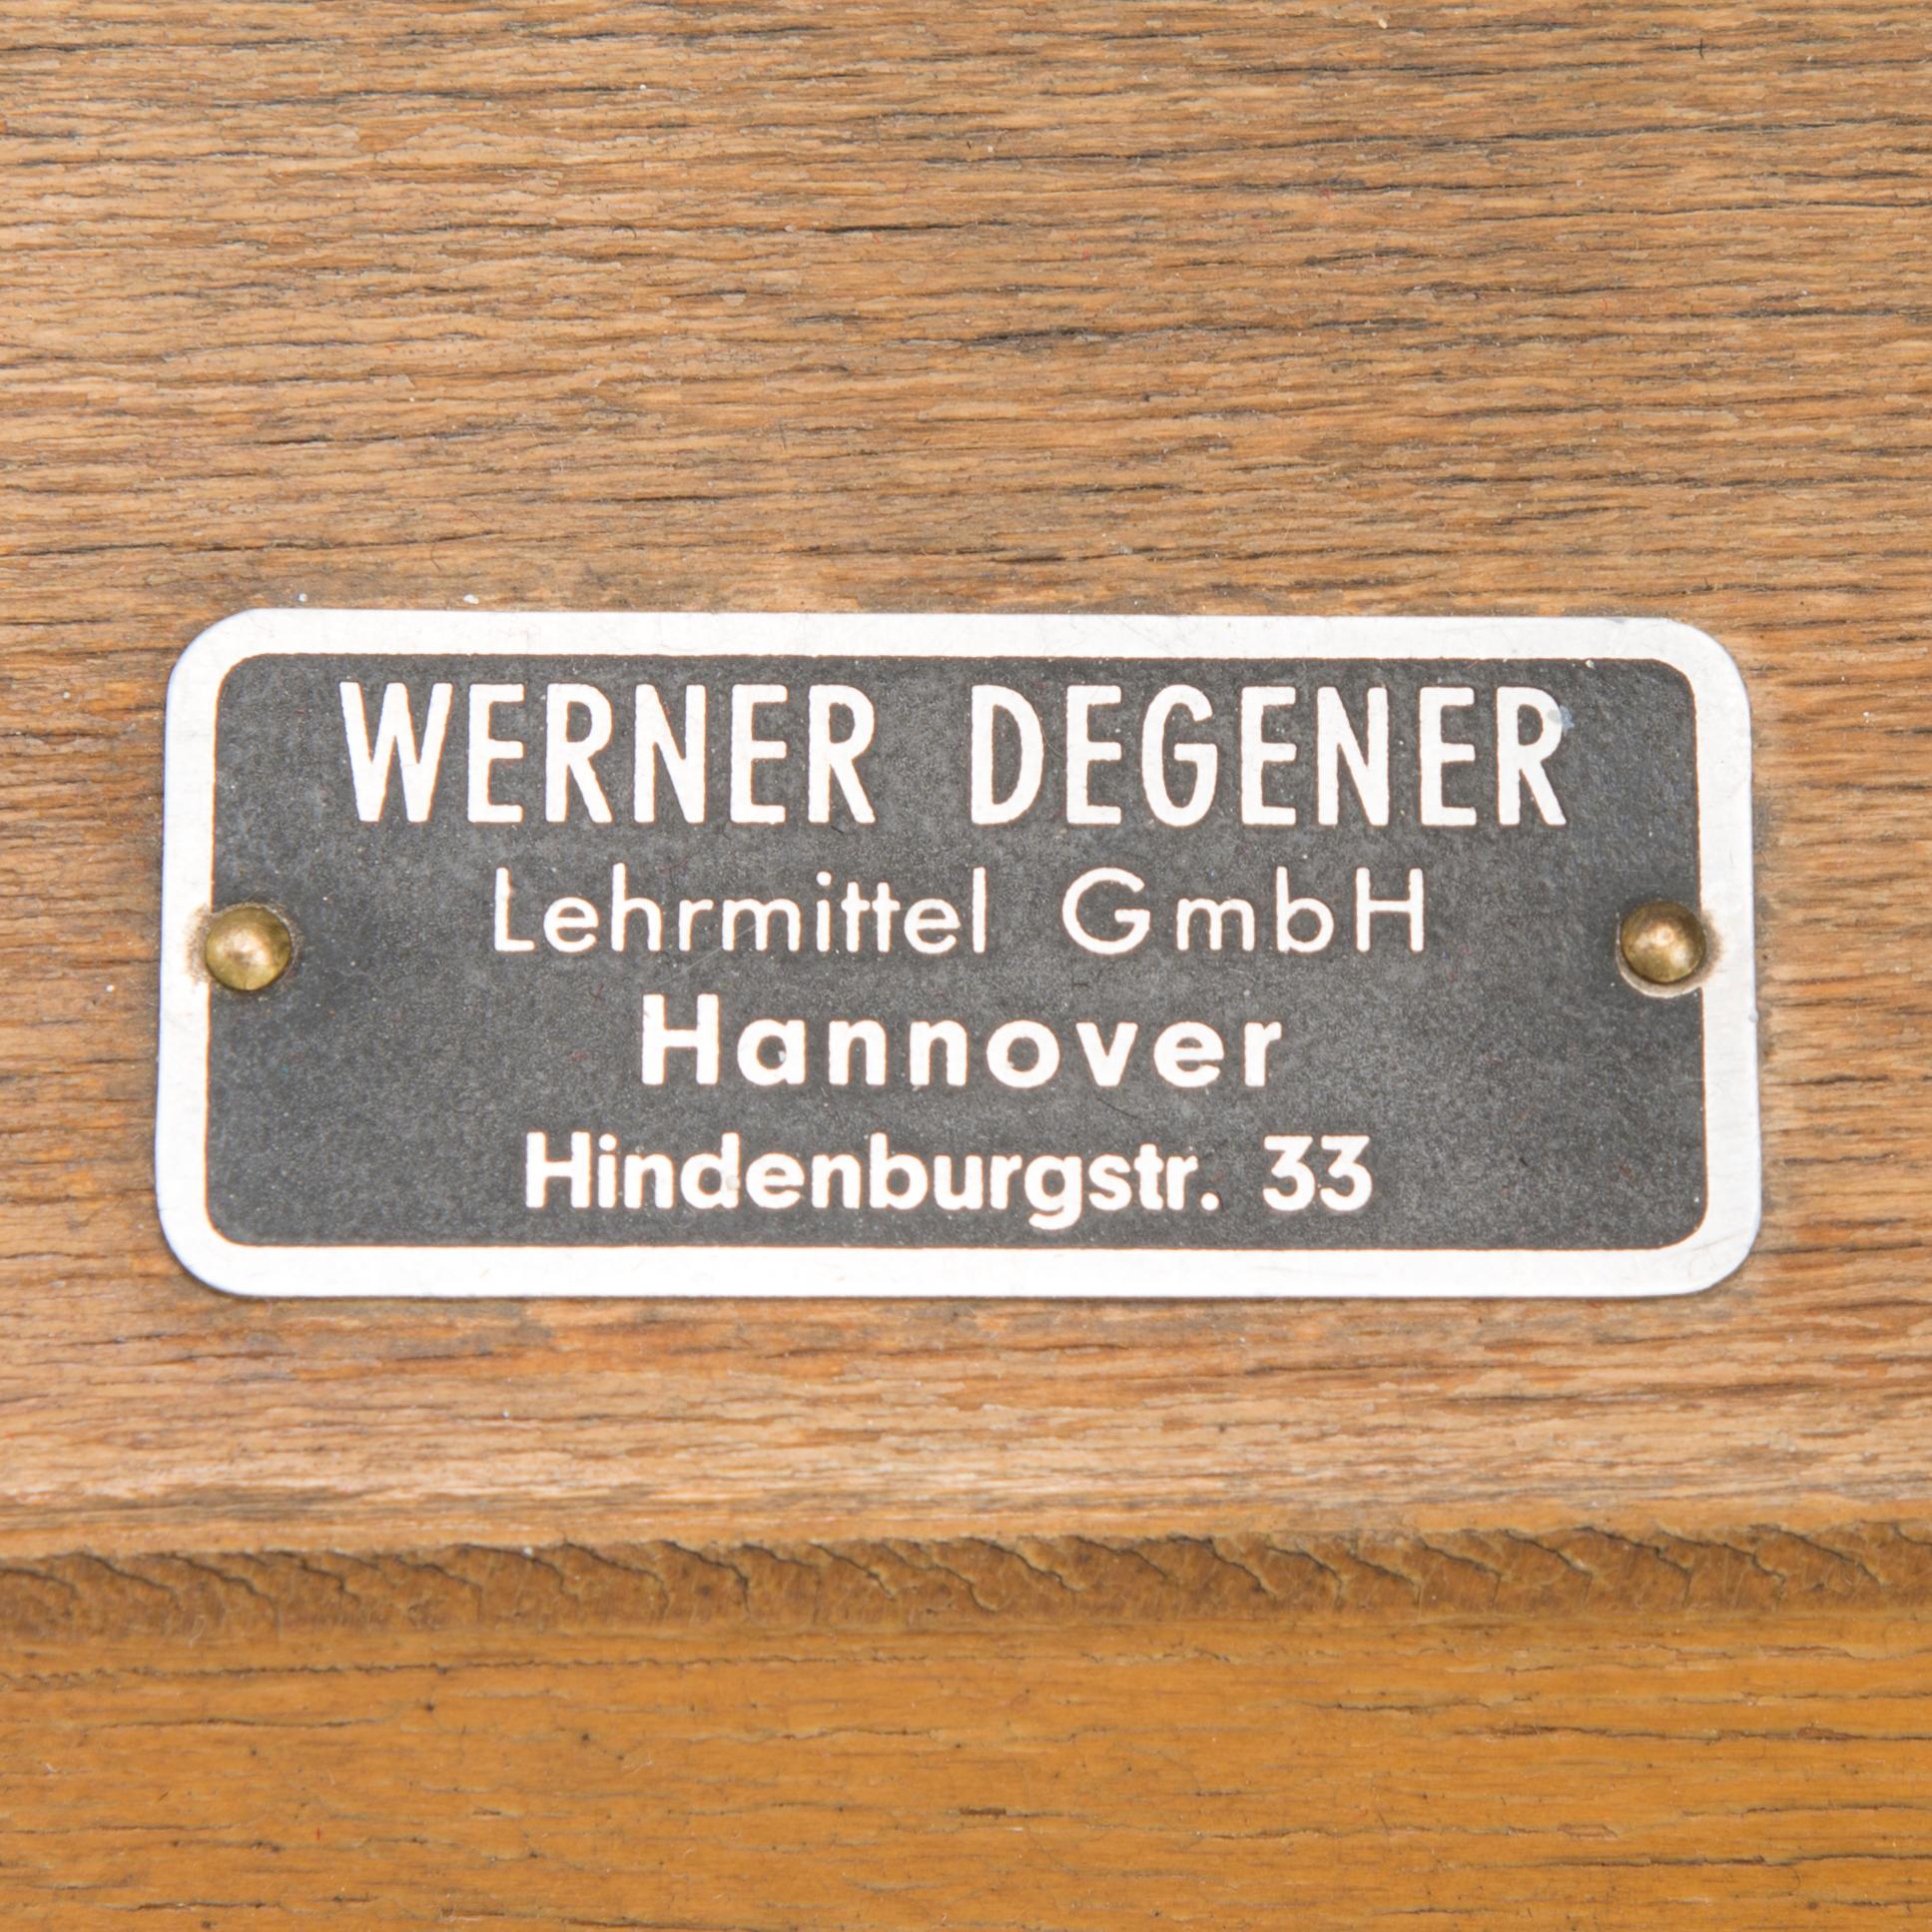 WERNER DEGENER
Lehrmittel GmbH
Hannover
Hindenburgstr. 33